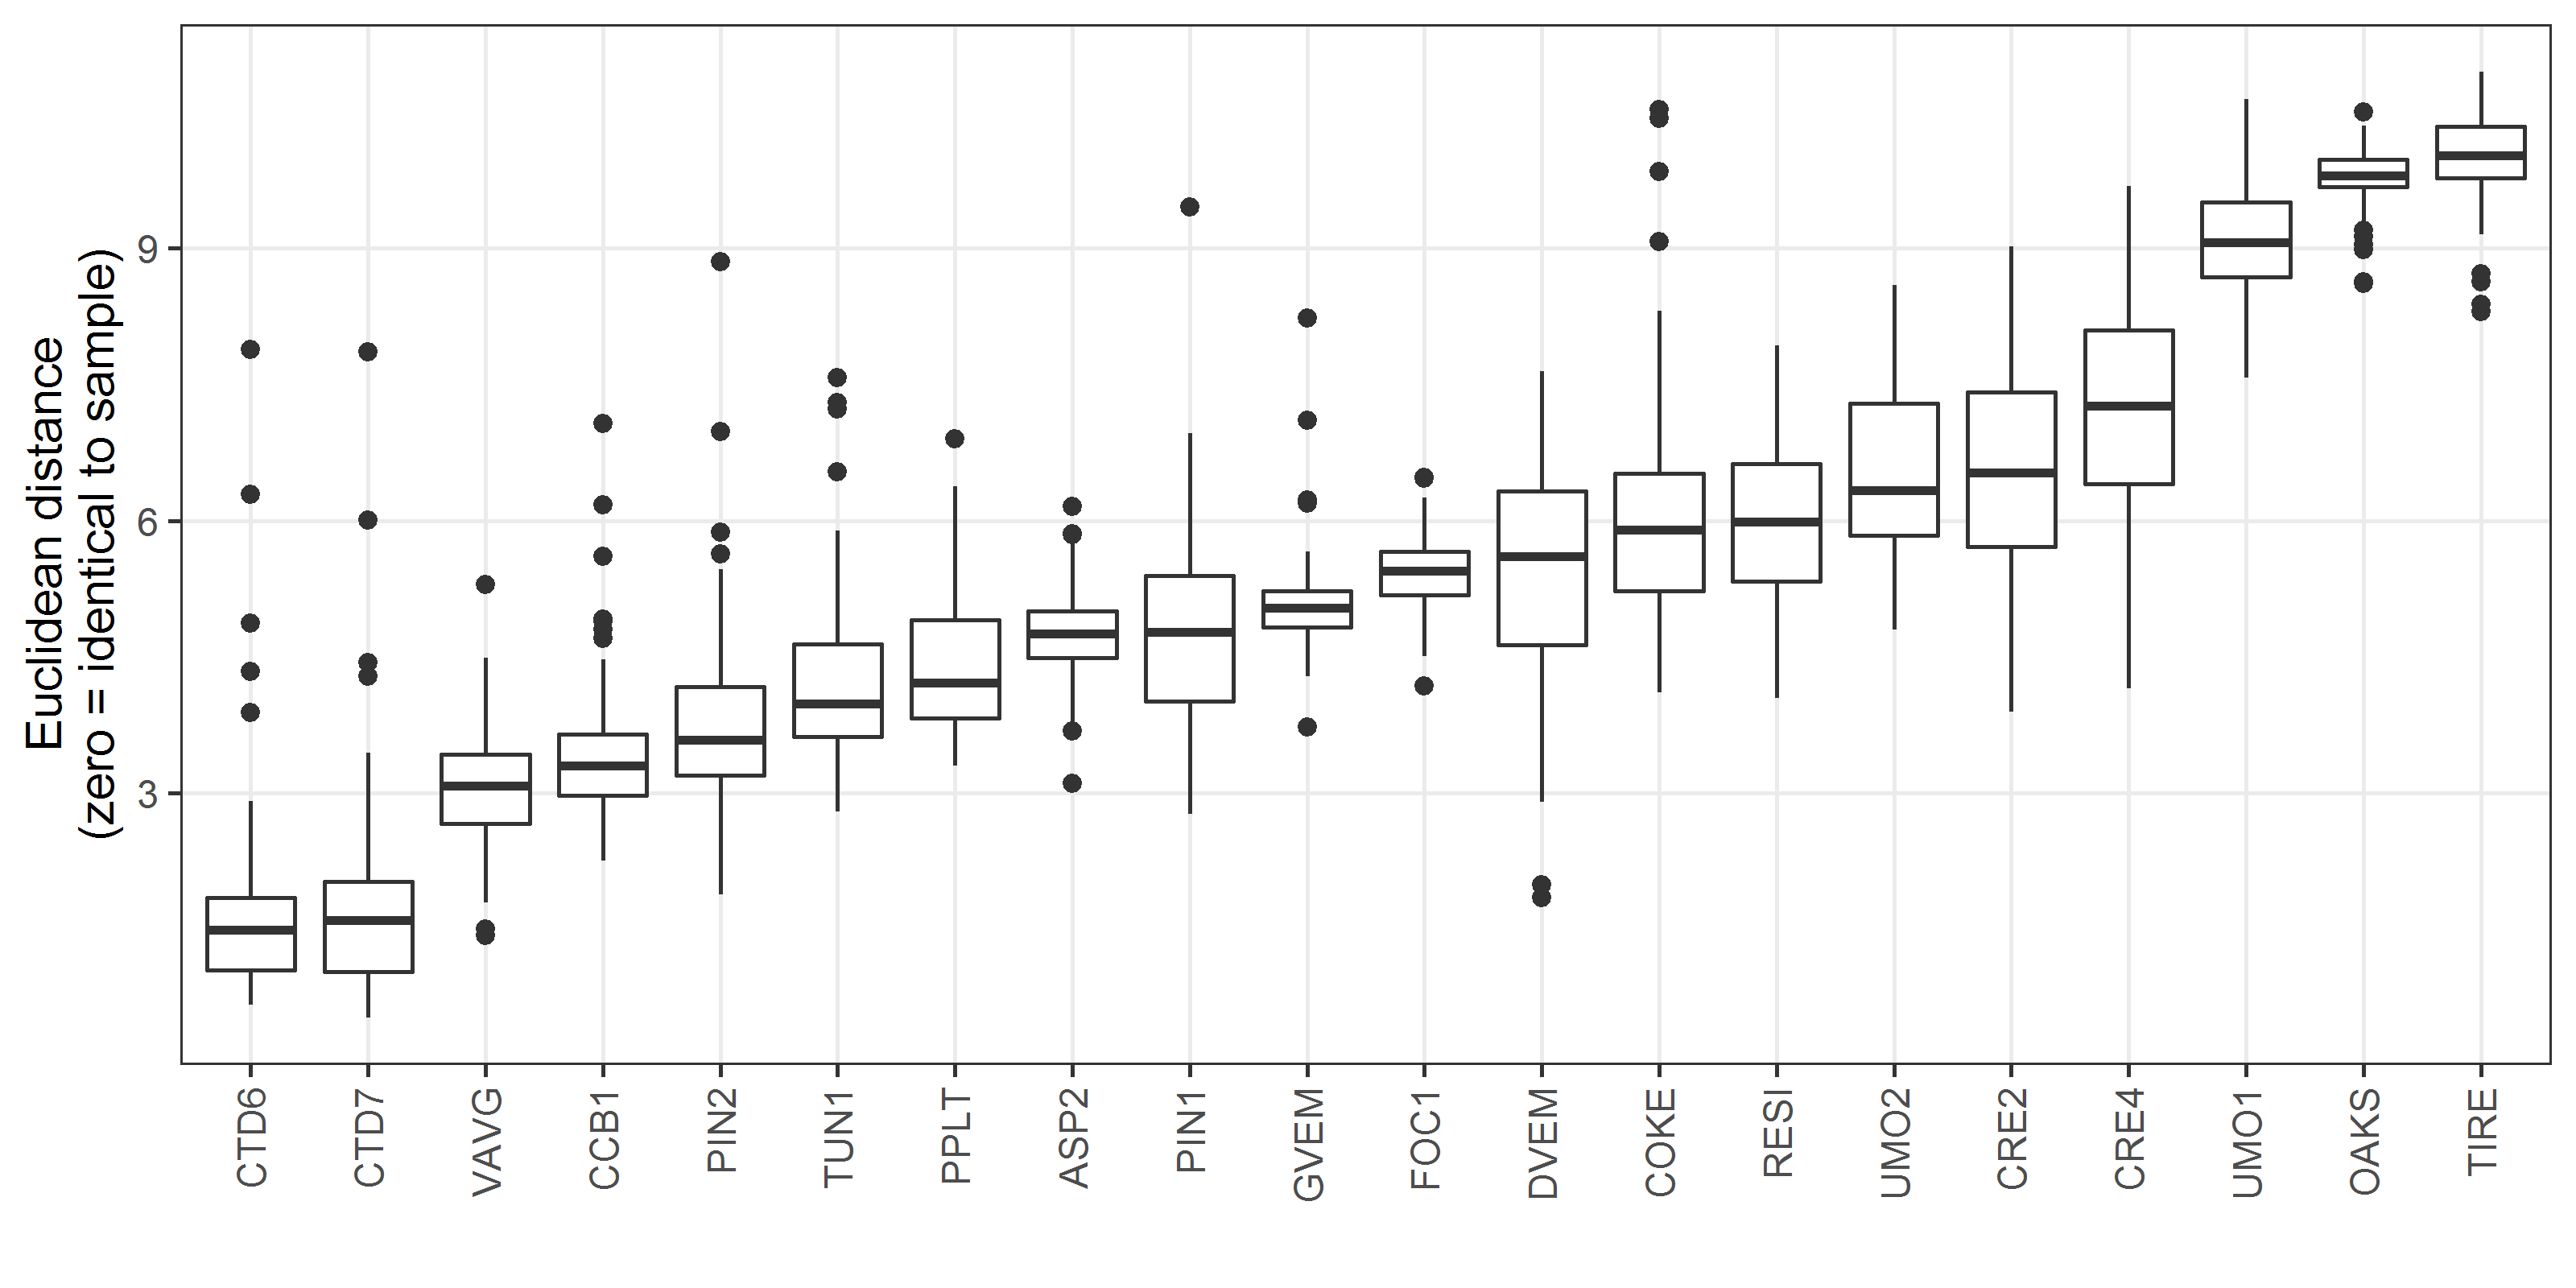 Euclidean distance
(zero = identical to sample)
9
6
3
CTD6
CTD7
VAVG
CCB1
PIN2
TUN1
PPLT
ASP2
PIN1
GVEM
FOC1
DVEM
COKE
RESI
UMO2
CRE2
CRE4
UMO1
OAKS
TIRE